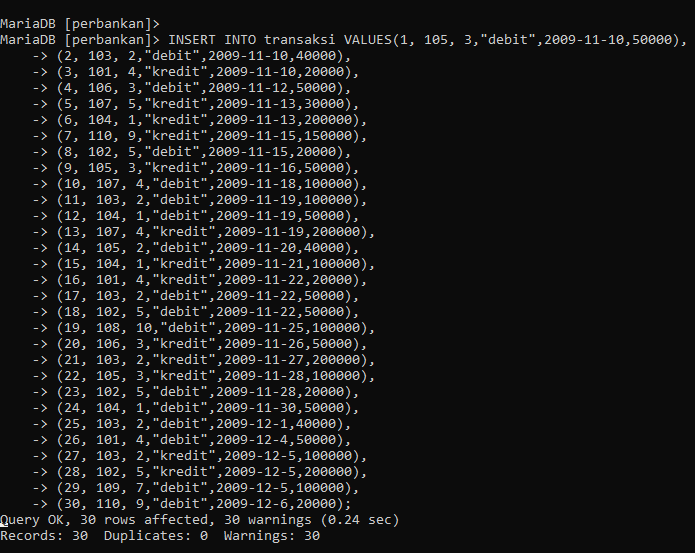 MariaDB [perbankan]>
MariaDB [perbankan]> INSERT INTO transaksi VALUES(1, 105, 3,"debit",2009-11-10,50000),
    -> (2, 103, 2,"debit",2009-11-10,40000),
    -> (3, 101, 4,"kredit",2009-11-10,20000),
    -> (4, 106, 3,"debit",2009-11-12,50000),
    -> (5, 107, 5,"kredit",2009-11-13,30000),
    -> (6, 104, 1,"kredit",2009-11-13,200000),
    -> (7, 110, 9,"kredit",2009-11-15,150000),
    -> (8, 102, 5,"debit",2009-11-15,20000),
    -> (9, 105, 3,"kredit",2009-11-16,50000),
    -> (10, 107, 4,"debit",2009-11-18,100000),
    -> (11, 103, 2,"debit",2009-11-19,100000),
    -> (12, 104, 1,"debit",2009-11-19,50000),
    -> (13, 107, 4,"kredit",2009-11-19,200000),
    -> (14, 105, 2,"debit",2009-11-20,40000),
    -> (15, 104, 1,"kredit",2009-11-21,100000),
    -> (16, 101, 4,"kredit",2009-11-22,20000),
    -> (17, 103, 2,"debit",2009-11-22,50000),
    -> (18, 102, 5,"debit",2009-11-22,50000),
    -> (19, 108, 10,"debit",2009-11-25,100000),
    -> (20, 106, 3,"kredit",2009-11-26,50000),
    -> (21, 103, 2,"kredit",2009-11-27,200000),
    -> (22, 105, 3,"kredit",2009-11-28,100000),
    -> (23, 102, 5,"debit",2009-11-28,20000),
    -> (24, 104, 1,"debit",2009-11-30,50000),
    -> (25, 103, 2,"debit",2009-12-1,40000),
    -> (26, 101, 4,"debit",2009-12-4,50000),
    -> (27, 103, 2,"kredit",2009-12-5,100000),
    -> (28, 102, 5,"kredit",2009-12-5,200000),
    -> (29, 109, 7,"debit",2009-12-5,100000),
    -> (30, 110, 9,"debit",2009-12-6,20000);
Query OK, 30 rows affected, 30 warnings (0.24 sec)
Records: 30  Duplicates: 0  Warnings: 30